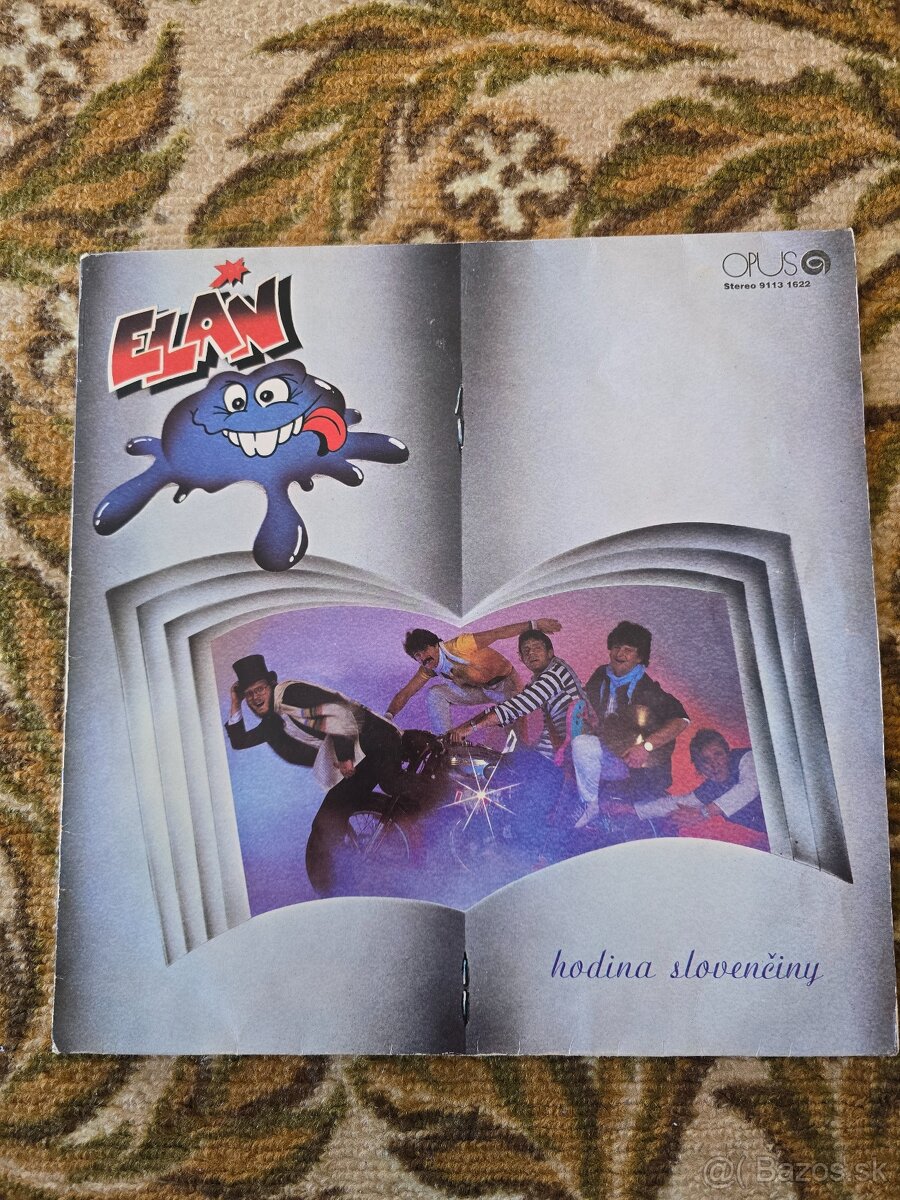 ELÁN
OPUS
Stereo 9113 1622
hodina slovenčiny
@( Bazos.sk